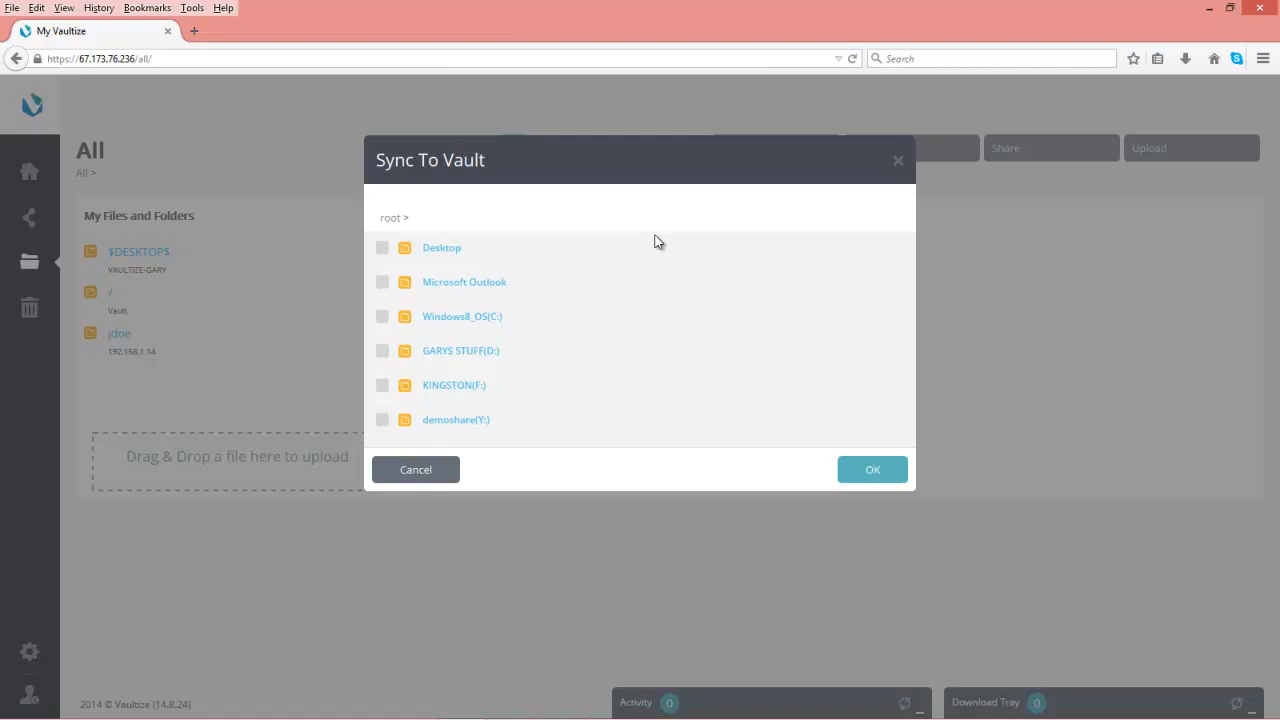 File Edit View History Bookmarks Tools Help
My Vaultize
https://67.173.76.236/all/
Search
All
All >
Share
Upload
My Files and Folders
$DESKTOP$
VAULTIZE-GARY
/
Vault
jdoe
192.168.1.14
Drag & Drop a file here to upload
Sync To Vault
root >
Desktop
Microsoft Outlook
Windows8_OS(C:)
GARYS STUFF(D:)
KINGSTON(F:)
demoshare(Y:)
Cancel
OK
2014 © Vaultize (14.8.24)
Activity 0
Download Tray 0